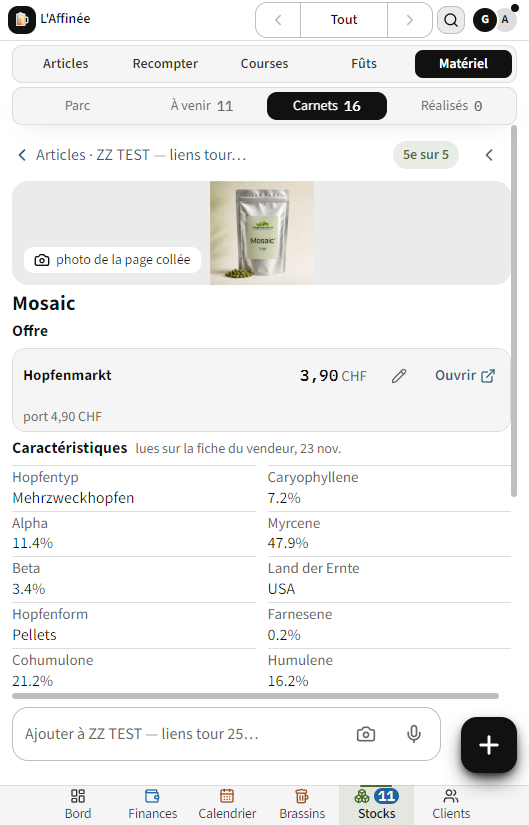 L'Affinée
Tout
G
A
Articles
Recompter
Courses
Fûts
Matériel
Parc
À venir 11
Carnets 16
Réalisés 0
Articles · ZZ TEST — liens tour…
5e sur 5
Mosaic
photo de la page collée
Mosaic
Offre
Hopfenmarkt
3,90 CHF
Ouvrir
port 4,90 CHF
Caractéristiques lues sur la fiche du vendeur, 23 nov.
Hopfentyp
Mehrzweckhopfen
Caryophyllene
7.2%
Alpha
11.4%
Myrcene
47.9%
Beta
3.4%
Land der Ernte
USA
Hopfenform
Pellets
Farnesene
0.2%
Cohumulone
21.2%
Humulene
16.2%
Ajouter à ZZ TEST — liens tour 25…
Bord
Finances
Calendrier
Brassins
11
Stocks
Clients